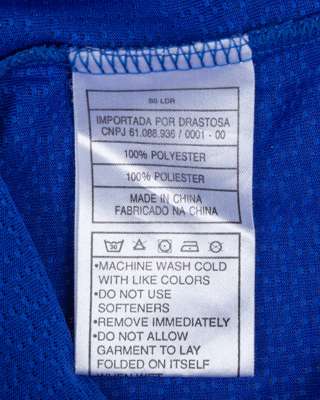 IMPORTADA POR DRASTOSA
CNPJ 61.088.936 / 0001 - 00
100% POLYESTER
100% POLIESTER
MADE IN CHINA
FABRICADO NA CHINA
•MACHINE WASH COLD
WITH LIKE COLORS
•DO NOT USE
SOFTENERS
•REMOVE IMMEDIATELY
•DO NOT ALLOW
GARMENT TO LAY
FOLDED ON ITSELF
WHEN WET